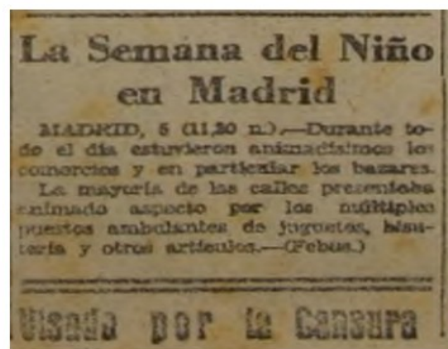 La Semana del Niño
en Madrid
MADRID, 5 (11,20 n.).—Durante to-
do el día estuvieron animadísimos los
comercios y en particular los bazares.
La mayoría de las calles presentaba
animado aspecto por los múltiples
puestos ambulantes de juguetes, bisu-
tería y otros artículos.—(Febus.)
Visado por la Censura